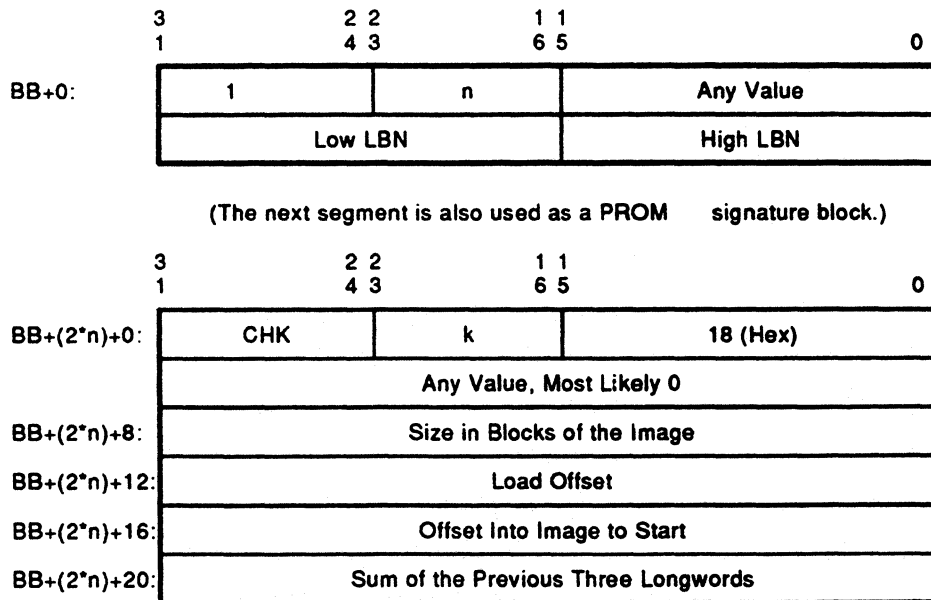 3 2 2 1 1
1 4 3 6 5 0
BB+0: 1 n Any Value
Low LBN High LBN
(The next segment is also used as a PROM signature block.)
3 2 2 1 1
1 4 3 6 5 0
BB+(2*n)+0: CHK k 18 (Hex)
Any Value, Most Likely 0
BB+(2*n)+8: Size in Blocks of the Image
BB+(2*n)+12: Load Offset
BB+(2*n)+16: Offset Into Image to Start
BB+(2*n)+20: Sum of the Previous Three Longwords